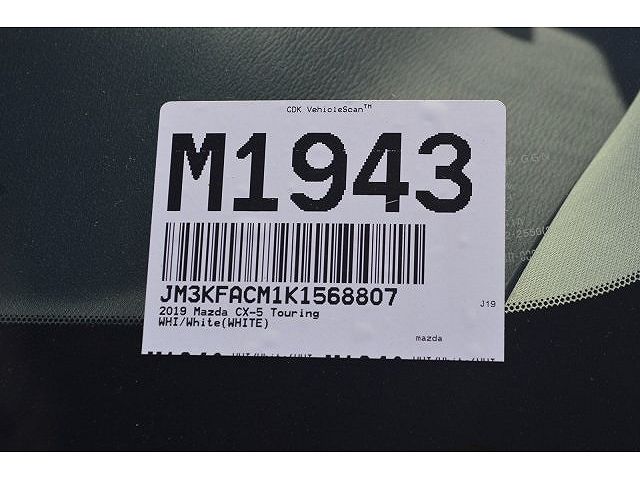 CDK VehicleScan™
M1943
JM3KFACM1K1568807
J19
2019 Mazda CX-5 Touring
WHI/White(WHITE)
mazda